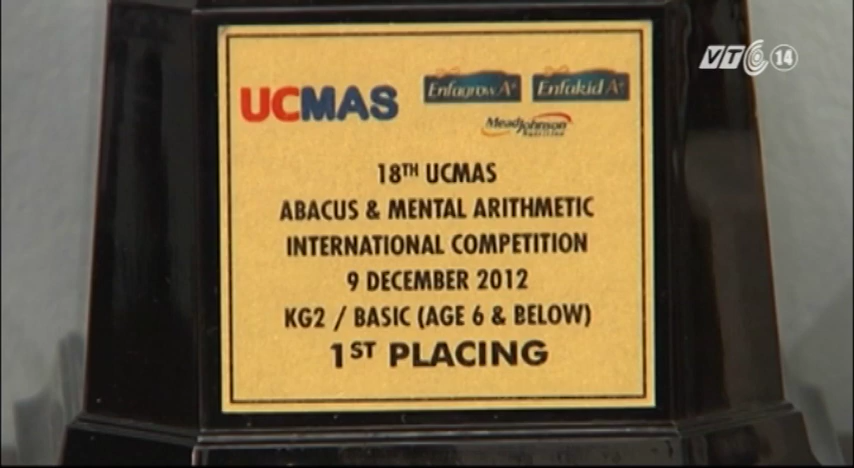 VTC 14
UCMAS
Enfagrow A+ Enfakid A+
MeadJohnson
Nutrition
18TH UCMAS
ABACUS & MENTAL ARITHMETIC
INTERNATIONAL COMPETITION
9 DECEMBER 2012
KG2 / BASIC (AGE 6 & BELOW)
1ST PLACING